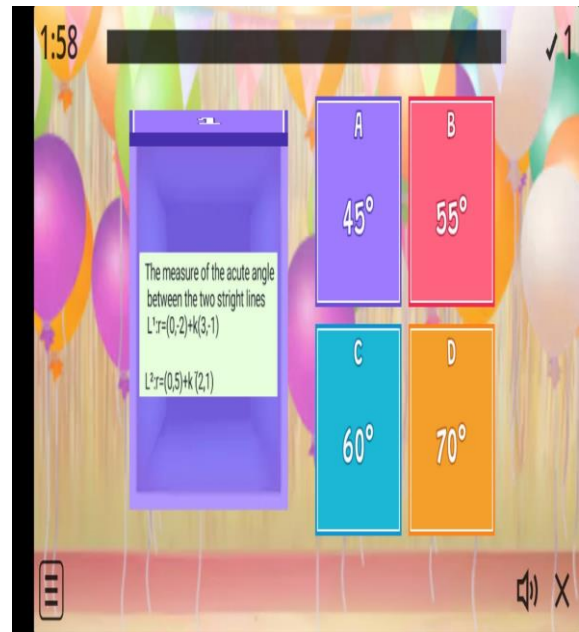 1:58
✓ 1
The measure of the acute angle
between the two stright lines
L¹:r=(0,-2)+k(3,-1)
L²:r=(0,5)+k՝(2,1)
A
45°
B
55°
C
60°
D
70°